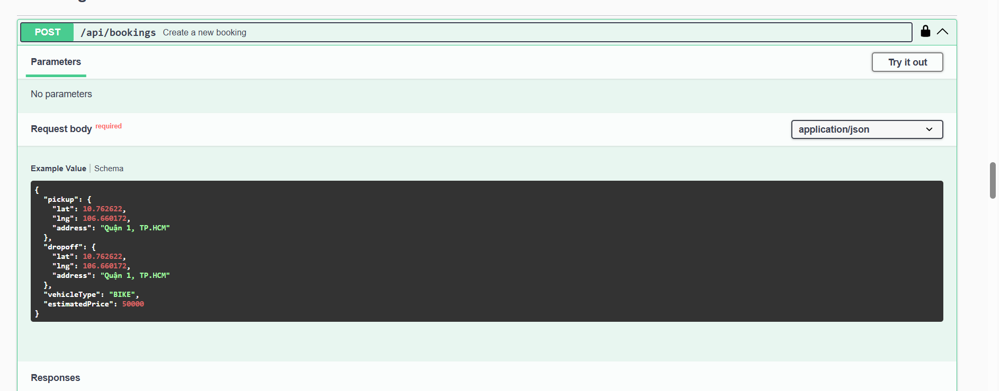 POST /api/bookings Create a new booking
Parameters
Try it out
No parameters
Request body required
application/json
Example Value | Schema
{
  "pickup": {
    "lat": 10.762622,
    "lng": 106.660172,
    "address": "Quận 1, TP.HCM"
  },
  "dropoff": {
    "lat": 10.762622,
    "lng": 106.660172,
    "address": "Quận 1, TP.HCM"
  },
  "vehicleType": "BIKE",
  "estimatedPrice": 50000
}
Responses